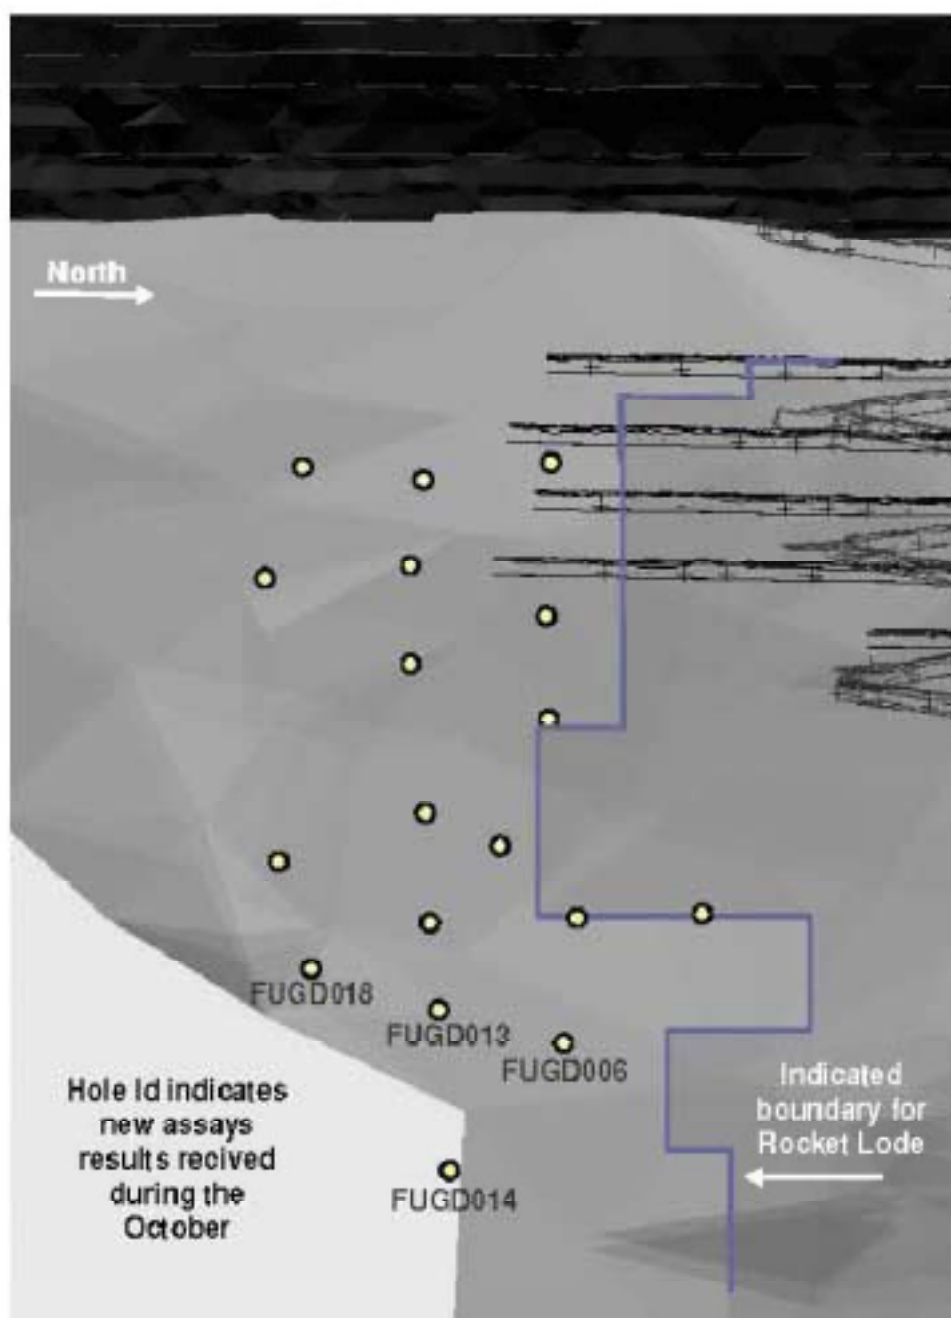 North
FUGD018
FUGD013
FUGD006
Hole Id indicates
new assays
results recived
during the
October
Indicated
boundary for
Rocket Lode
FUGD014